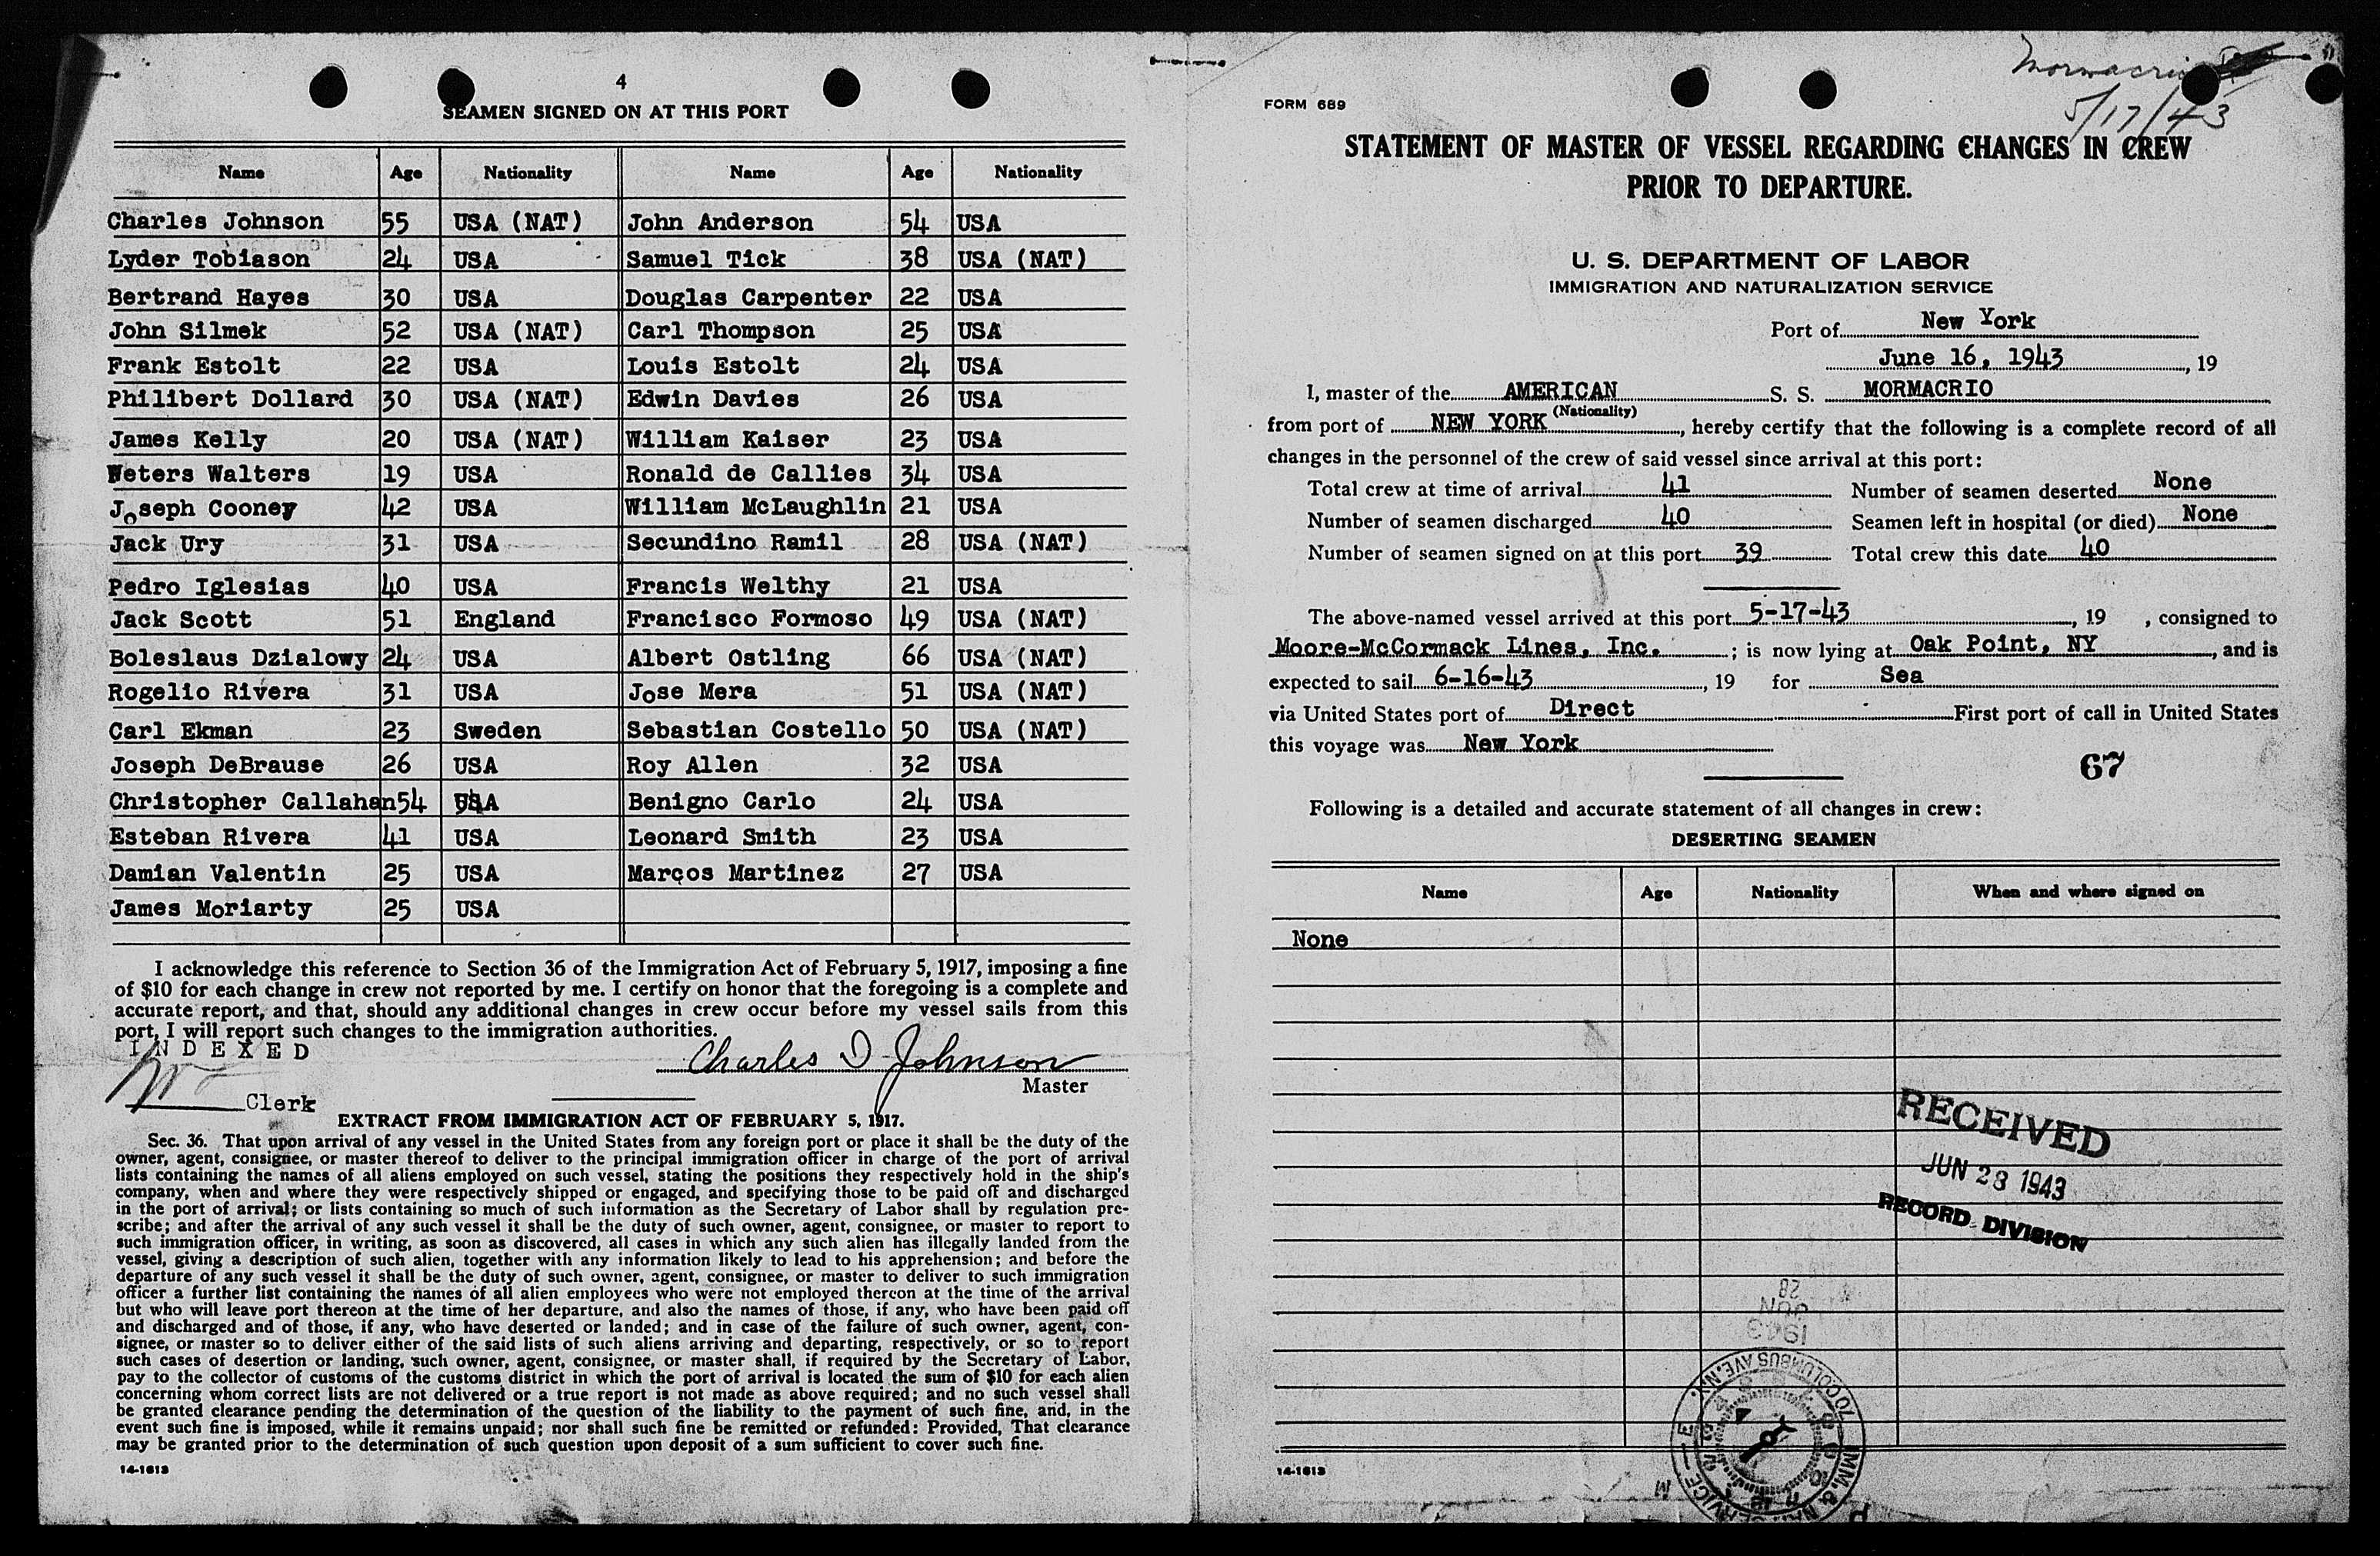 4
SEAMEN SIGNED ON AT THIS PORT
Name Age Nationality Name Age Nationality
Charles Johnson 55 USA (NAT) John Anderson 54 USA
Lyder Tobiason 24 USA Samuel Tick 38 USA (NAT)
Bertrand Hayes 30 USA Douglas Carpenter 22 USA
John Silmek 52 USA (NAT) Carl Thompson 25 USA
Frank Estolt 22 USA Louis Estolt 24 USA
Philibert Dollard 30 USA (NAT) Edwin Davies 26 USA
James Kelly 20 USA (NAT) William Kaiser 23 USA
Weters Walters 19 USA Ronald de Callies 34 USA
Joseph Cooney 42 USA William McLaughlin 21 USA
Jack Ury 31 USA Secundino Ramil 28 USA (NAT)
Pedro Iglesias 40 USA Francis Welthy 21 USA
Jack Scott 51 England Francisco Formoso 49 USA (NAT)
Boleslaus Dzialowy 24 USA Albert Ostling 66 USA (NAT)
Rogelio Rivera 31 USA Jose Mera 51 USA (NAT)
Carl Ekman 23 Sweden Sebastian Costello 50 USA (NAT)
Joseph DeBrause 26 USA Roy Allen 32 USA
Christopher Callahan 54 USA Benigno Carlo 24 USA
Esteban Rivera 41 USA Leonard Smith 23 USA
Damian Valentin 25 USA Marcos Martinez 27 USA
James Moriarty 25 USA
I acknowledge this reference to Section 36 of the Immigration Act of February 5, 1917, imposing a fine
of $10 for each change in crew not reported by me. I certify on honor that the foregoing is a complete and
accurate report, and that, should any additional changes in crew occur before my vessel sails from this
port, I will report such changes to the immigration authorities.
INDEXED
Charles D Johnson
Master
Clerk
EXTRACT FROM IMMIGRATION ACT OF FEBRUARY 5, 1917.
Sec. 36. That upon arrival of any vessel in the United States from any foreign port or place it shall be the duty of the
owner, agent, consignee, or master thereof to deliver to the principal immigration officer in charge of the port of arrival
lists containing the names of all aliens employed on such vessel, stating the positions they respectively hold in the ship's
company, when and where they were respectively shipped or engaged, and specifying those to be paid off and discharged
in the port of arrival; or lists containing so much of such information as the Secretary of Labor shall by regulation pre-
scribe; and after the arrival of any such vessel it shall be the duty of such owner, agent, consignee, or master to report to
such immigration officer, in writing, as soon as discovered, all cases in which any such alien has illegally landed from the
vessel, giving a description of such alien, together with any information likely to lead to his apprehension; and before the
departure of any such vessel it shall be the duty of such owner, agent, consignee, or master to deliver to such immigration
officer a further list containing the names of all alien employees who were not employed thereon at the time of the arrival
but who will leave port thereon at the time of her departure, and also the names of those, if any, who have been paid off
and discharged and of those, if any, who have deserted or landed; and in case of the failure of such owner, agent, con-
signee, or master so to deliver either of the said lists of such aliens arriving and departing, respectively, or so to report
such cases of desertion or landing, such owner, agent, consignee, or master shall, if required by the Secretary of Labor,
pay to the collector of customs of the customs district in which the port of arrival is located the sum of $10 for each alien
concerning whom correct lists are not delivered or a true report is not made as above required; and no such vessel shall
be granted clearance pending the determination of the question of the liability to the payment of such fine, and, in the
event such fine is imposed, while it remains unpaid; nor shall such fine be remitted or refunded: Provided, That clearance
may be granted prior to the determination of such question upon deposit of a sum sufficient to cover such fine.
14-1613
Mormacrio
5/17/43
FORM 689
STATEMENT OF MASTER OF VESSEL REGARDING CHANGES IN CREW
PRIOR TO DEPARTURE.
U. S. DEPARTMENT OF LABOR
IMMIGRATION AND NATURALIZATION SERVICE
Port of New York
June 16, 1943, 19
I, master of the AMERICAN S. S. MORMACRIO
(Nationality)
from port of NEW YORK, hereby certify that the following is a complete record of all
changes in the personnel of the crew of said vessel since arrival at this port:
Total crew at time of arrival 41 Number of seamen deserted None
Number of seamen discharged 40 Seamen left in hospital (or died) None
Number of seamen signed on at this port 39 Total crew this date 40
The above-named vessel arrived at this port 5-17-43, 19 , consigned to
Moore-McCormack Lines, Inc. ; is now lying at Oak Point, NY, and is
expected to sail 6-16-43, 19 for Sea
via United States port of Direct First port of call in United States
this voyage was New York
67
Following is a detailed and accurate statement of all changes in crew:
DESERTING SEAMEN
Name Age Nationality When and where signed on
None
RECEIVED
JUN 28 1943
RECORD DIVISION
28
JUN
1943
70 COLUMBUS AVE. N.Y.
IMM. & NAT. SERVICE
14-1613